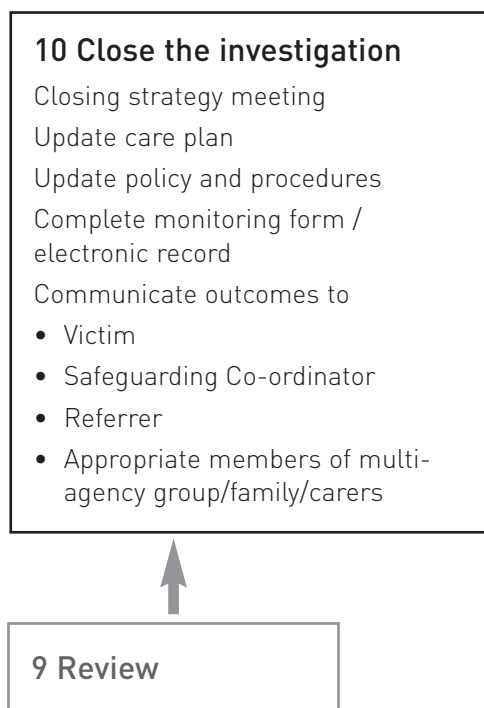 10 Close the investigation
Closing strategy meeting
Update care plan
Update policy and procedures
Complete monitoring form /
electronic record
Communicate outcomes to
• Victim
• Safeguarding Co-ordinator
• Referrer
• Appropriate members of multi-
agency group/family/carers
9 Review